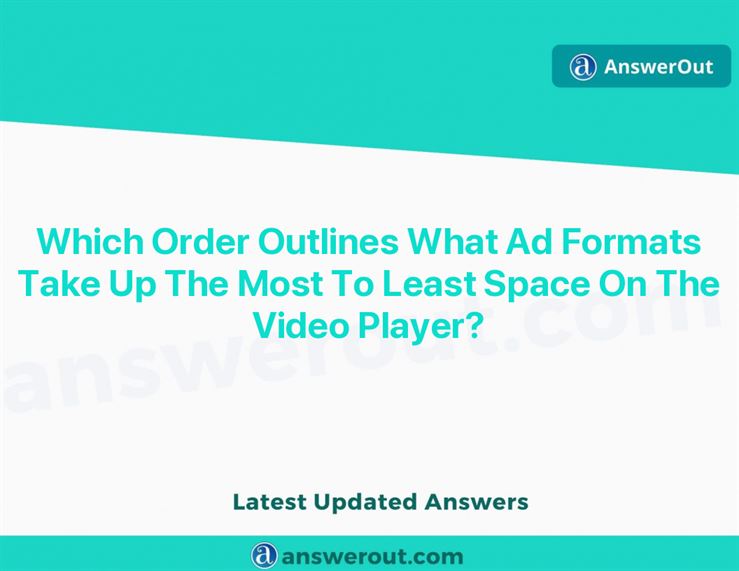 AnswerOut
Which Order Outlines What Ad Formats
Take Up The Most To Least Space On The
Video Player?
answerout.com
Latest Updated Answers
answerout.com